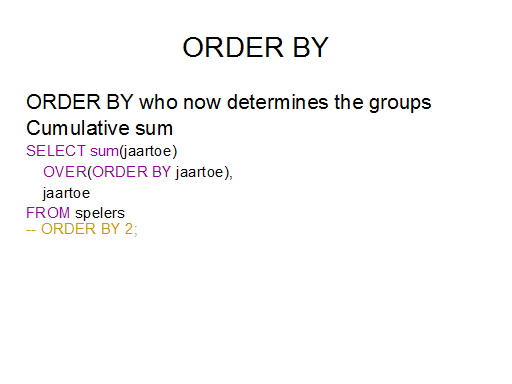 ORDER BY
ORDER BY who now determines the groups
Cumulative sum
SELECT sum(jaartoe)
OVER(ORDER BY jaartoe),
jaartoe
FROM spelers
-- ORDER BY 2;